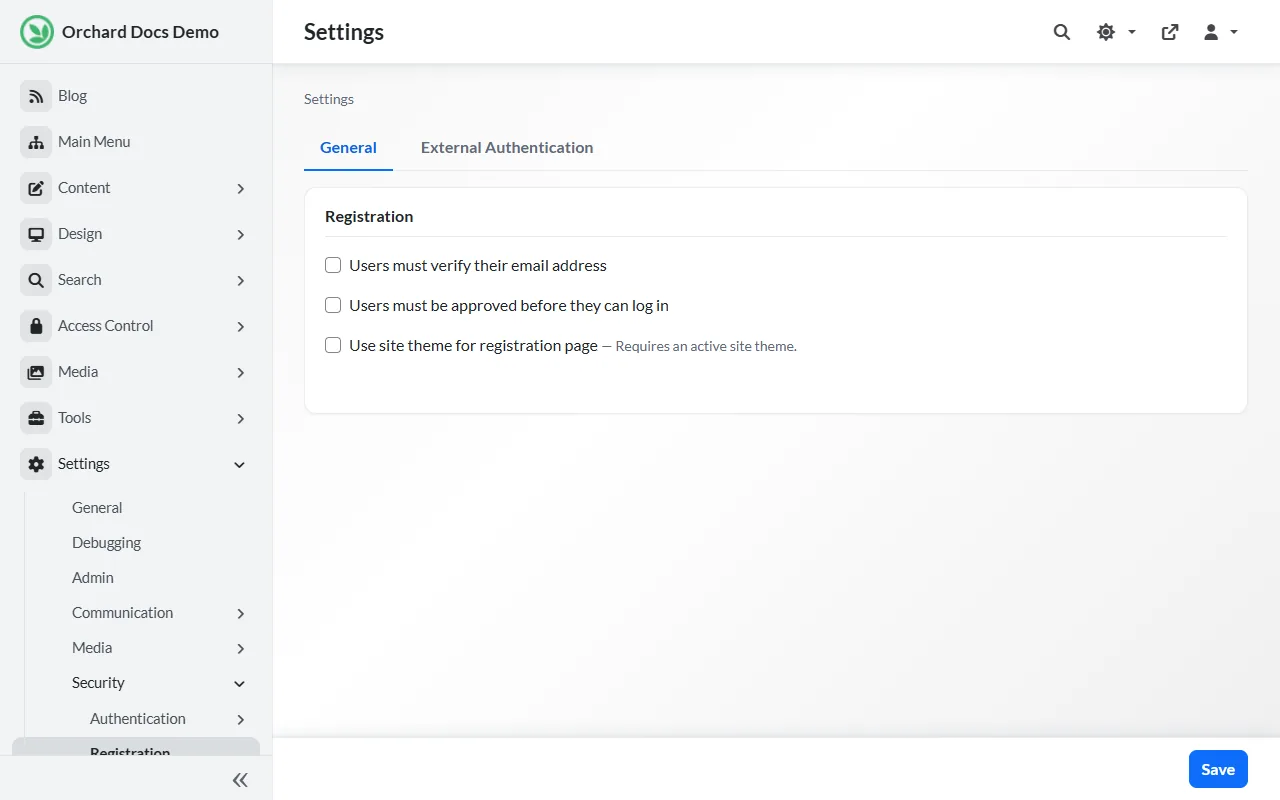 Orchard Docs Demo
Blog
Main Menu
Content
Design
Search
Access Control
Media
Tools
Settings
General
Debugging
Admin
Communication
Media
Security
Authentication
Registration
Settings
Settings
General
External Authentication
Registration
Users must verify their email address
Users must be approved before they can log in
Use site theme for registration page — Requires an active site theme.
Save